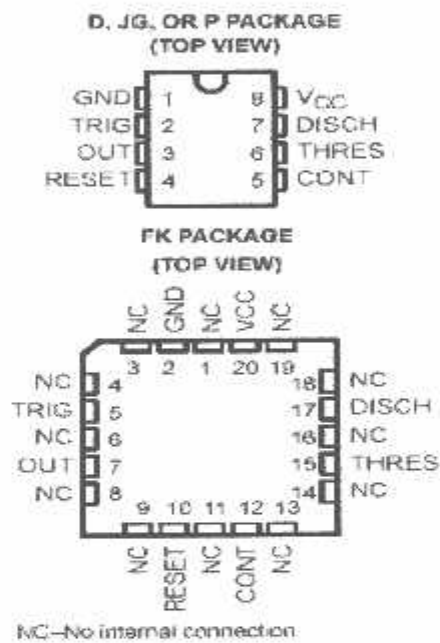 D, JG, OR P PACKAGE
(TOP VIEW)
GND 1 8 VCC
TRIG 2 7 DISCH
OUT 3 6 THRES
RESET 4 5 CONT
FK PACKAGE
(TOP VIEW)
NC GND NC VCC NC
3 2 1 20 19
NC 4 18 NC
TRIG 5 17 DISCH
NC 6 16 NC
OUT 7 15 THRES
NC 8 14 NC
9 10 11 12 13
NC RESET NC CONT NC
NC–No internal connection